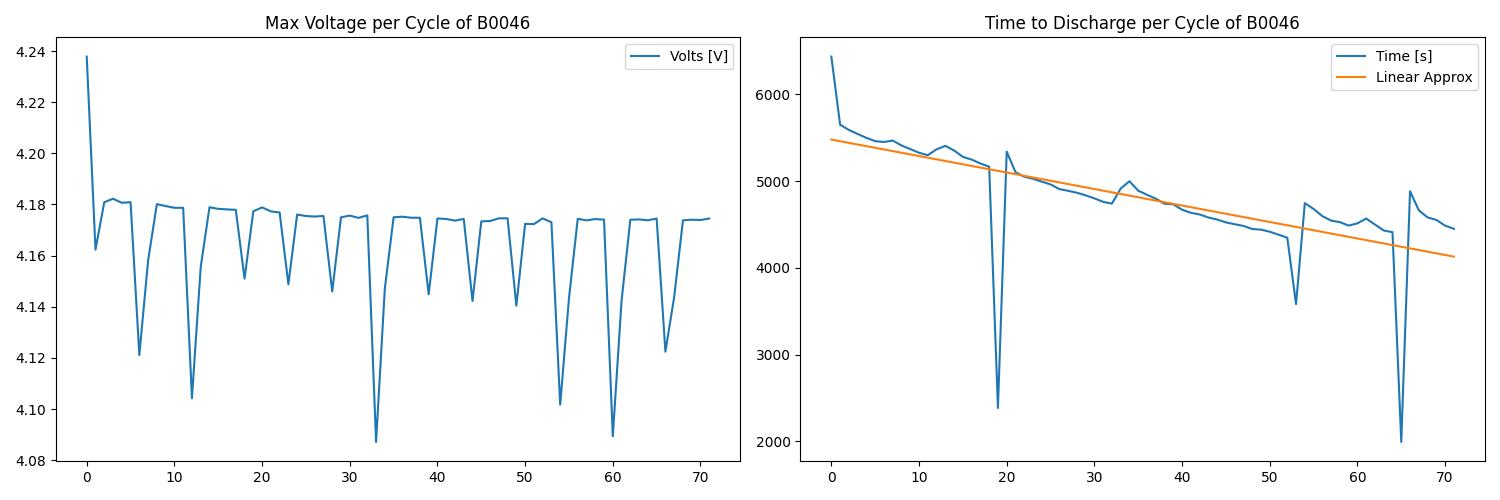 Max Voltage per Cycle of B0046
Volts [V]
4.24
4.22
4.20
4.18
4.16
4.14
4.12
4.10
4.08
0 10 20 30 40 50 60 70
Time to Discharge per Cycle of B0046
Time [s]
Linear Approx
6000
5000
4000
3000
2000
0 10 20 30 40 50 60 70